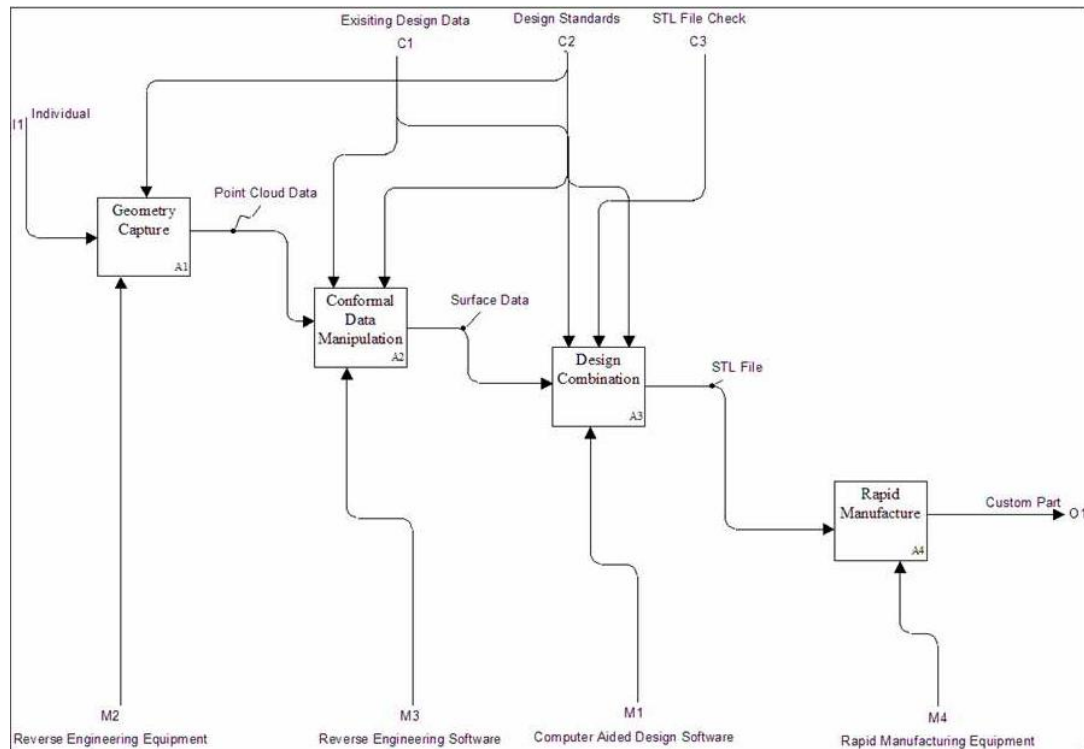 Exisiting Design Data
Design Standards
STL File Check
C1
C2
C3
I1
Individual
Geometry
Capture
A1
Point Cloud Data
Conformal
Data
Manipulation
A2
Surface Data
Design
Combination
A3
STL File
Rapid
Manufacture
A4
Custom Part
O1
M2
M3
M1
M4
Reverse Engineering Equipment
Reverse Engineering Software
Computer Aided Design Software
Rapid Manufacturing Equipment